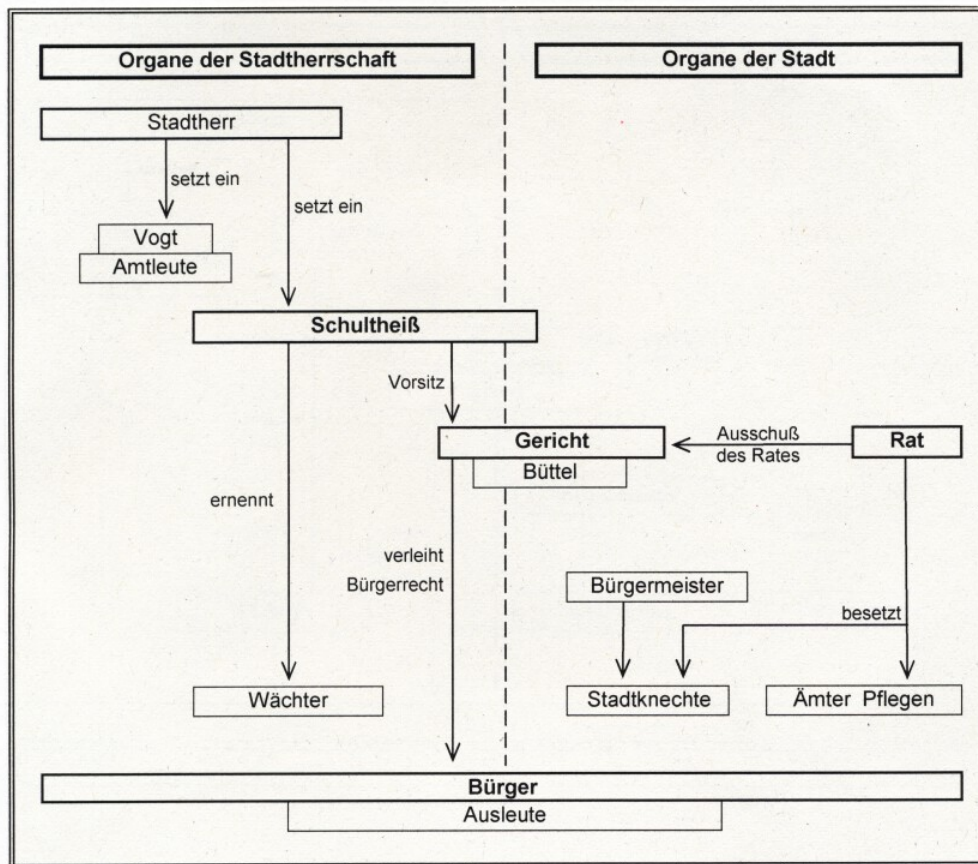 Organe der Stadtherrschaft
Organe der Stadt
Stadtherr
setzt ein
setzt ein
Vogt
Amtleute
Schultheiß
Vorsitz
Gericht
Ausschuß
des Rates
Rat
Büttel
ernennt
verleiht
Bürgerrecht
Bürgermeister
besetzt
Wächter
Stadtknechte
Ämter Pflegen
Bürger
Ausleute